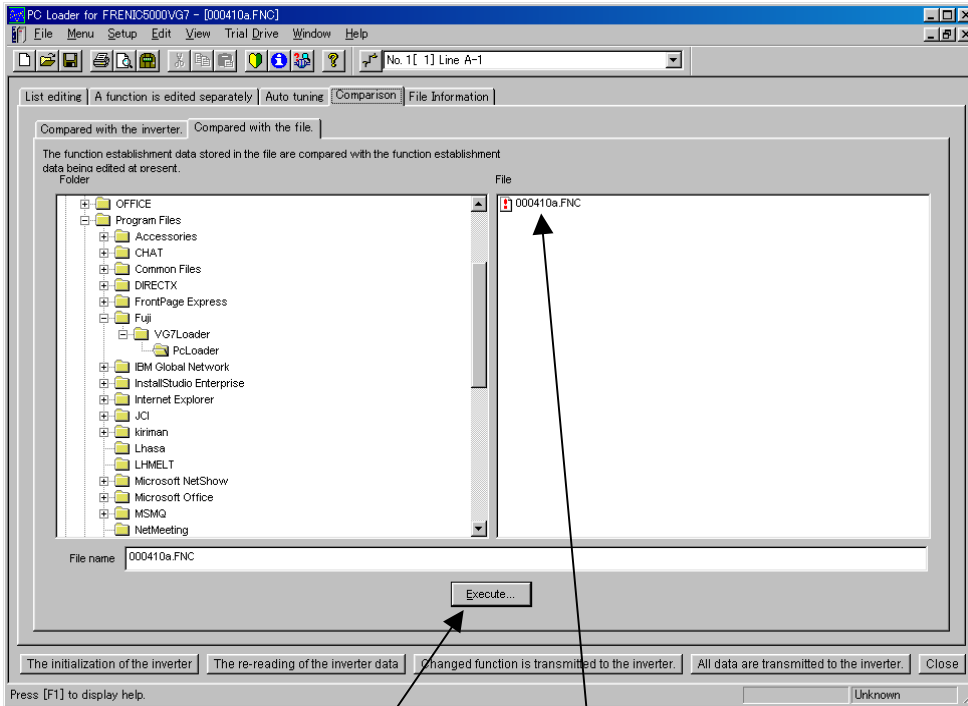 PC Loader for FRENIC5000VG7 - [000410a.FNC]
File Menu Setup Edit View Trial Drive Window Help
No. 1[ 1] Line A-1
List editing A function is edited separately Auto tuning Comparison File Information
Compared with the inverter. Compared with the file.
The function establishment data stored in the file are compared with the function establishment
data being edited at present.
Folder File
OFFICE
000410a.FNC
Program Files
Accessories
CHAT
Common Files
DIRECTX
FrontPage Express
Fuji
VG7Loader
PcLoader
IBM Global Network
InstallStudio Enterprise
Internet Explorer
JCI
kiriman
Lhasa
LHMELT
Microsoft NetShow
Microsoft Office
MSMQ
NetMeeting
File name 000410a.FNC
Execute...
The initialization of the inverter The re-reading of the inverter data Changed function is transmitted to the inverter. All data are transmitted to the inverter. Close
Press [F1] to display help. Unknown